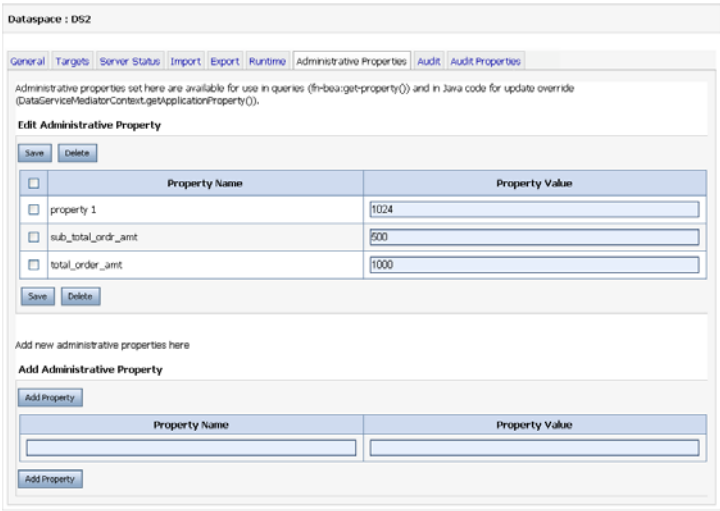 Dataspace : DS2
General Targets Server Status Import Export Runtime Administrative Properties Audit Audit Properties
Administrative properties set here are available for use in queries (fn-bea:get-property()) and in Java code for update override
(DataServiceMediatorContext.getApplicationProperty()).
Edit Administrative Property
Save Delete
Property Name Property Value
property 1 1024
sub_total_ordr_amt 500
total_order_amt 1000
Save Delete
Add new administrative properties here
Add Administrative Property
Add Property
Property Name Property Value
Add Property